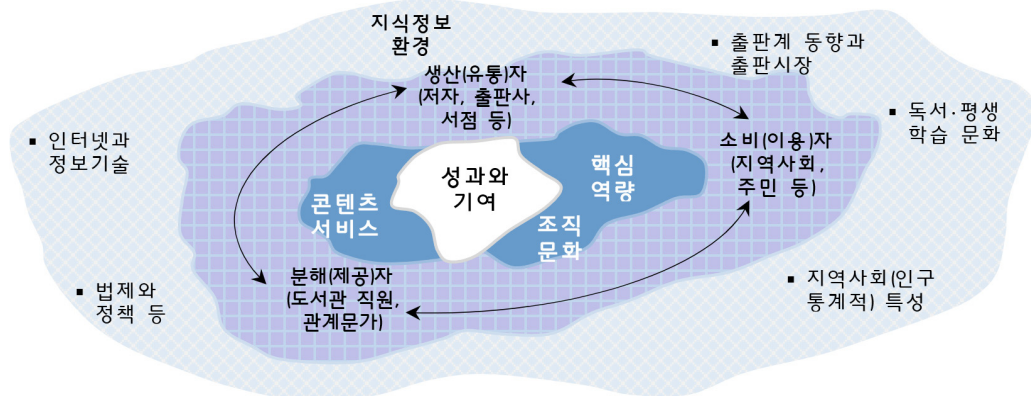 지식정보
환경
▪ 출판계 동향과
출판시장
생산(유통)자
(저자, 출판사,
서점 등)
▪ 독서·평생
학습 문화
▪ 인터넷과
정보기술
소비(이용)자
(지역사회,
주민 등)
성과와
기여
핵심
역량
콘텐츠
서비스
조직
문화
분해(제공)자
(도서관 직원,
관계문가)
▪ 법제와
정책 등
▪ 지역사회(인구
통계적) 특성